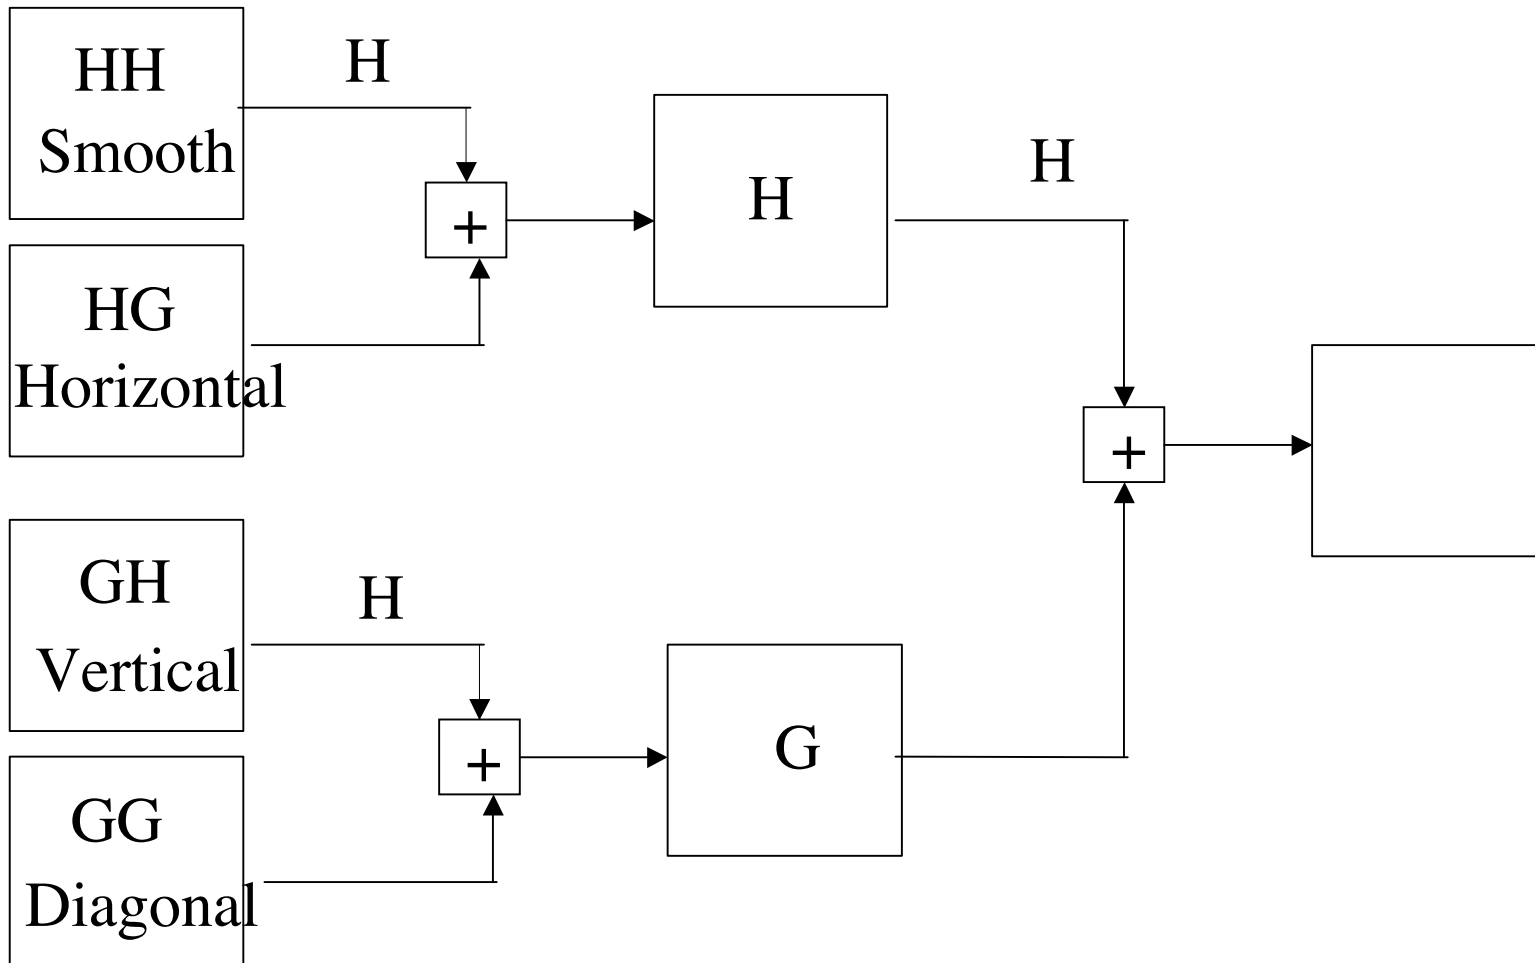 HH
Smooth
H
+
HG
Horizontal
H
H
+
GH
Vertical
H
+
GG
Diagonal
G